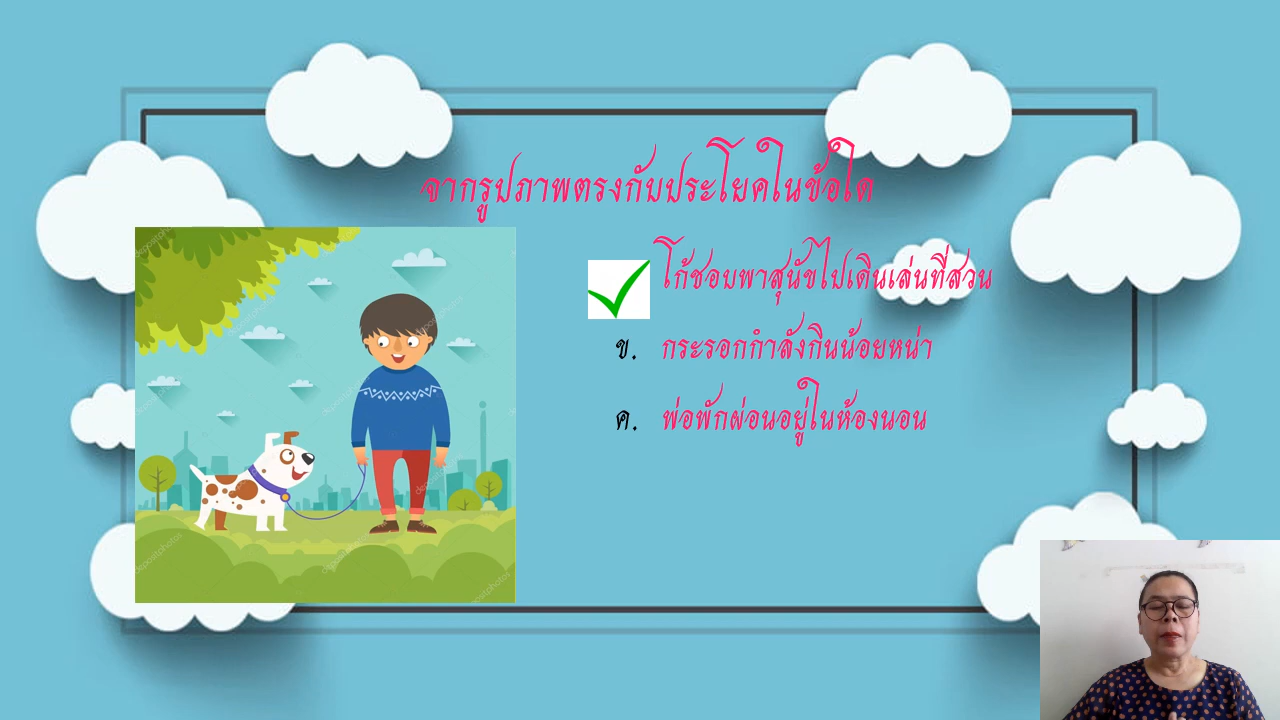 จากรูปภาพตรงกับประโยคในข้อใด
โก้ชอบพาสุนัขไปเดินเล่นที่สวน
ข. กระรอกกำลังกินน้อยหน่า
ค. พ่อพักผ่อนอยู่ในห้องนอน
depositphotos